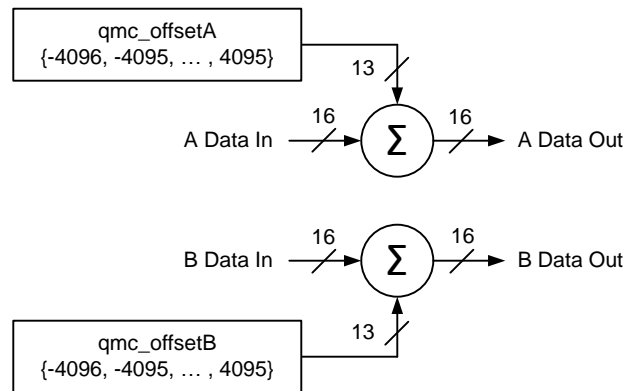 qmc_offsetA
{-4096, -4095, … , 4095}
13
16
16
A Data In
Σ
A Data Out
16
16
B Data In
Σ
B Data Out
13
qmc_offsetB
{-4096, -4095, … , 4095}